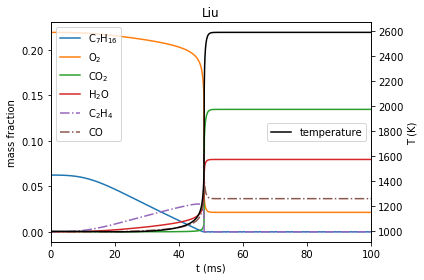 Liu
mass fraction
0.20
0.15
0.10
0.05
0.00
C₇H₁₆
O₂
CO₂
H₂O
C₂H₄
CO
temperature
2600
2400
2200
2000
1800
1600
1400
1200
1000
T (K)
0 20 40 60 80 100
t (ms)